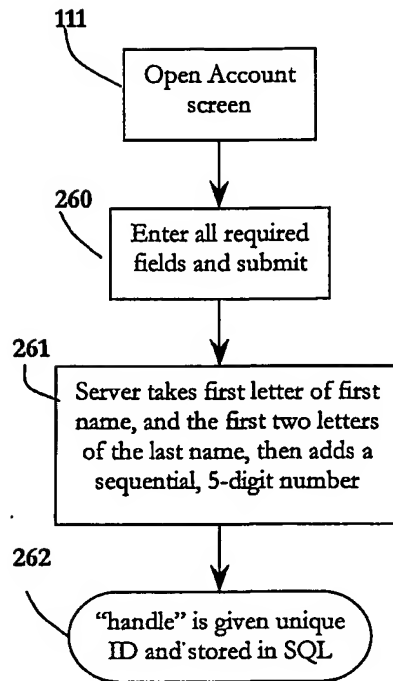 111
Open Account
screen
260
Enter all required
fields and submit
261
Server takes first letter of first
name, and the first two letters
of the last name, then adds a
sequential, 5-digit number
262
“handle” is given unique
ID and stored in SQL